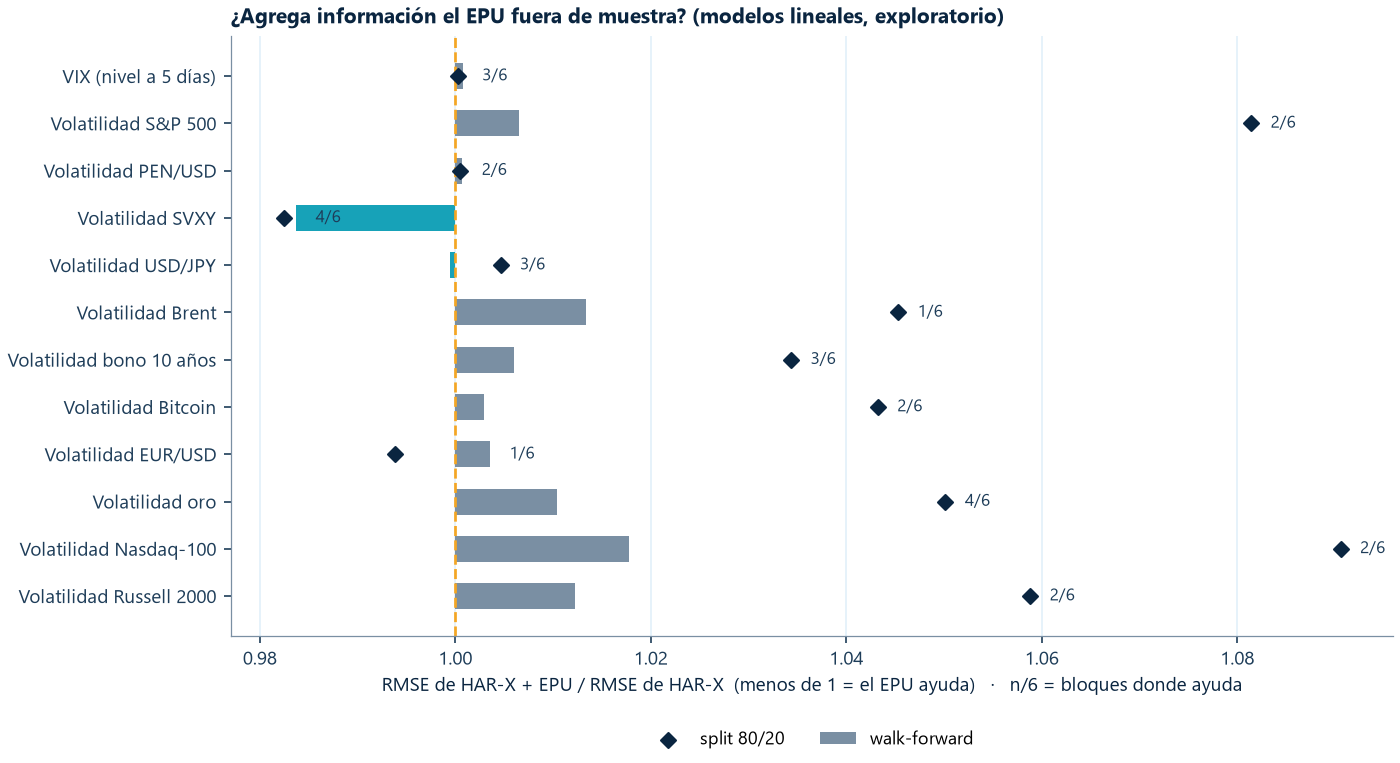 ¿Agrega información el EPU fuera de muestra? (modelos lineales, exploratorio)
VIX (nivel a 5 días) 3/6
Volatilidad S&P 500 2/6
Volatilidad PEN/USD 2/6
Volatilidad SVXY 4/6
Volatilidad USD/JPY 3/6
Volatilidad Brent 1/6
Volatilidad bono 10 años 3/6
Volatilidad Bitcoin 2/6
Volatilidad EUR/USD 1/6
Volatilidad oro 4/6
Volatilidad Nasdaq-100 2/6
Volatilidad Russell 2000 2/6
0.98 1.00 1.02 1.04 1.06 1.08
RMSE de HAR-X + EPU / RMSE de HAR-X (menos de 1 = el EPU ayuda) · n/6 = bloques donde ayuda
split 80/20 walk-forward